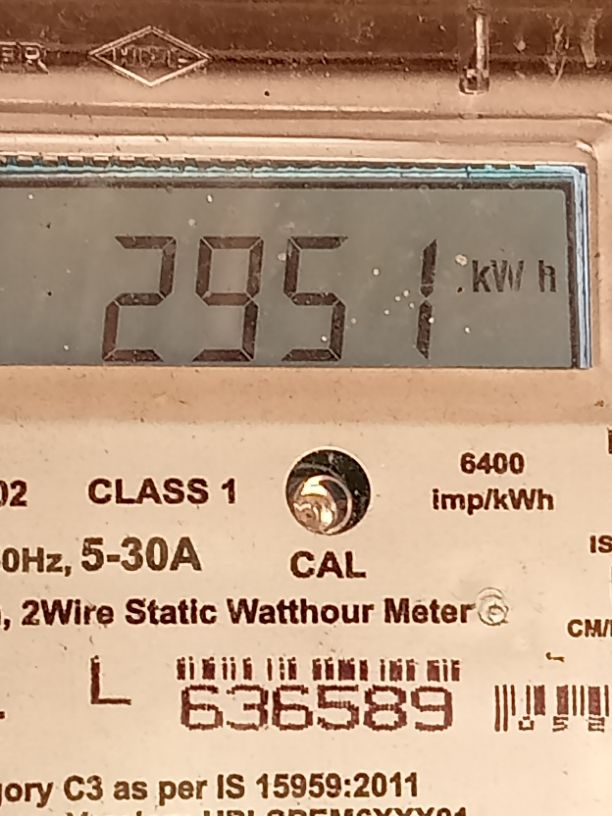 ER
2951 kWh
02 CLASS 1
6400
imp/kWh
0Hz, 5-30A
CAL
IS
, 2Wire Static Watthour Meter
CM/
L 636589
gory C3 as per IS 15959:2011